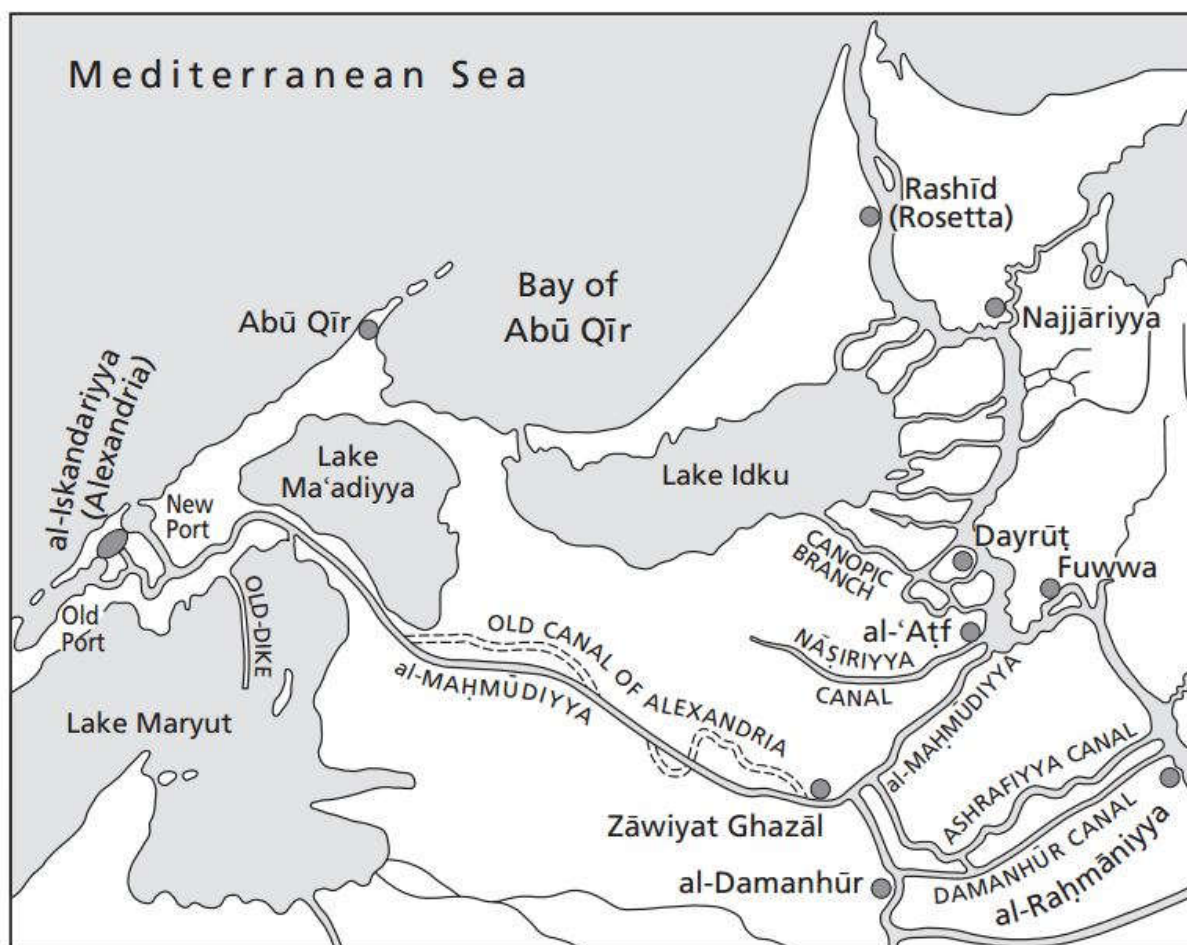 Mediterranean Sea
Rashīd
(Rosetta)
Bay of
Abū Qīr
Abū Qīr
Najjāriyya
al-Iskandariyya
(Alexandria)
Lake
Ma‘adiyya
Lake Idku
New
Port
Dayrūṭ
Fuwwa
CANOPIC
BRANCH
Old
Port
OLD-DIKE
al-‘Aṭf
NĀṢIRIYYA
CANAL
OLD CANAL OF ALEXANDRIA
al-MAḤMŪDIYYA
al-MAḤMŪDIYYA
Lake Maryut
ASHRAFIYYA CANAL
Zāwiyat Ghazāl
DAMANHŪR CANAL
al-Damanhūr
al-Raḥmāniyya